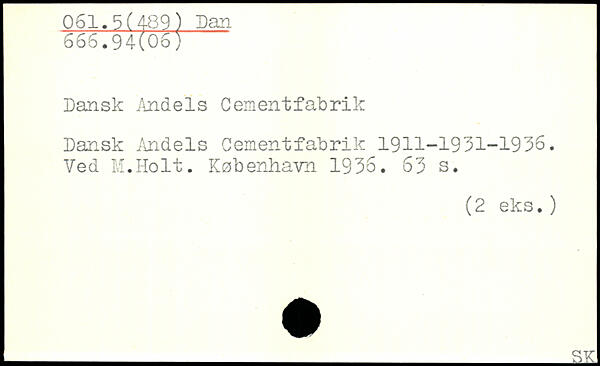 061.5(489) Dan
666.94(06)
Dansk Andels Cementfabrik
Dansk Andels Cementfabrik 1911-1931-1936.
Ved M.Holt. København 1936. 63 s.
(2 eks.)
SK